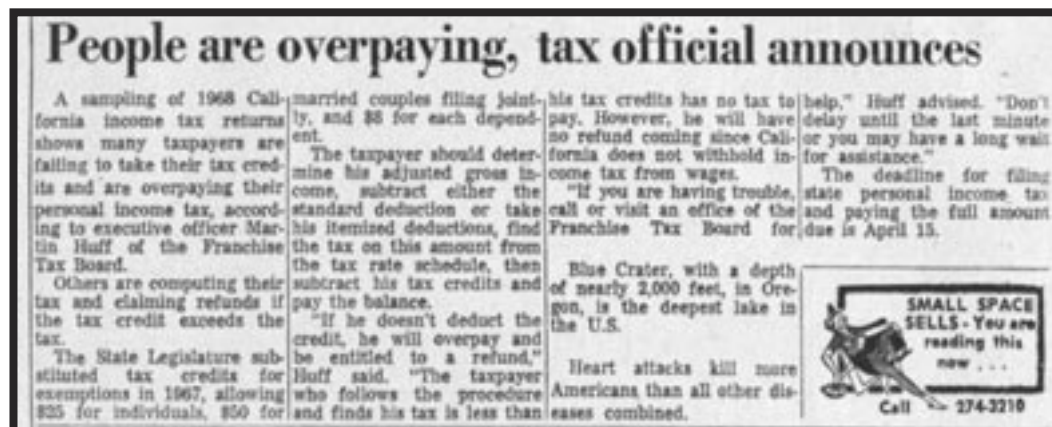 People are overpaying, tax official announces
A sampling of 1968 Cali-
fornia income tax returns
shows many taxpayers are
failing to take their tax cred-
its and are overpaying their
personal income tax, accord-
ing to executive officer Mar-
tin Huff of the Franchise
Tax Board.
Others are computing their
tax and claiming refunds if
the tax credit exceeds the
tax.
The State Legislature sub-
stituted tax credits for
exemptions in 1967, allowing
$25 for individuals, $50 for
married couples filing joint-
ly, and $8 for each depend-
ent.
The taxpayer should deter-
mine his adjusted gross in-
come, subtract either the
standard deduction or take
his itemized deductions, find
the tax on this amount from
the tax rate schedule, then
subtract his tax credits and
pay the balance.
"If he doesn't deduct the
credit, he will overpay and
be entitled to a refund,"
Huff said. "The taxpayer
who follows the procedure
and finds his tax is less than
his tax credits has no tax to
pay. However, he will have
no refund coming since Cali-
fornia does not withhold in-
come tax from wages.
"If you are having trouble,
call or visit an office of the
Franchise Tax Board for
help," Huff advised. "Don't
delay until the last minute
or you may have a long wait
for assistance."
The deadline for filing
state personal income tax
and paying the full amount
due is April 15.
Blue Crater, with a depth
of nearly 2,000 feet, in Ore-
gon, is the deepest lake in
the U.S.
Heart attacks kill more
Americans than all other dis-
eases combined.
SMALL SPACE
SELLS - You are
reading this
now . . .
Call 274-3210